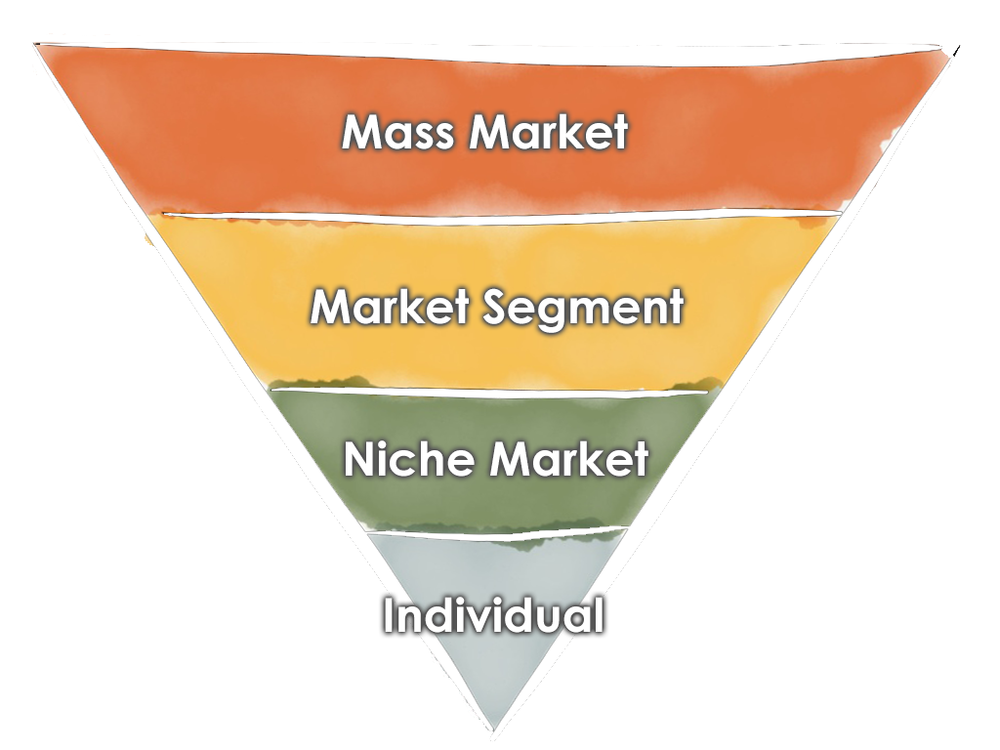 Mass Market
Market Segment
Niche Market
Individual